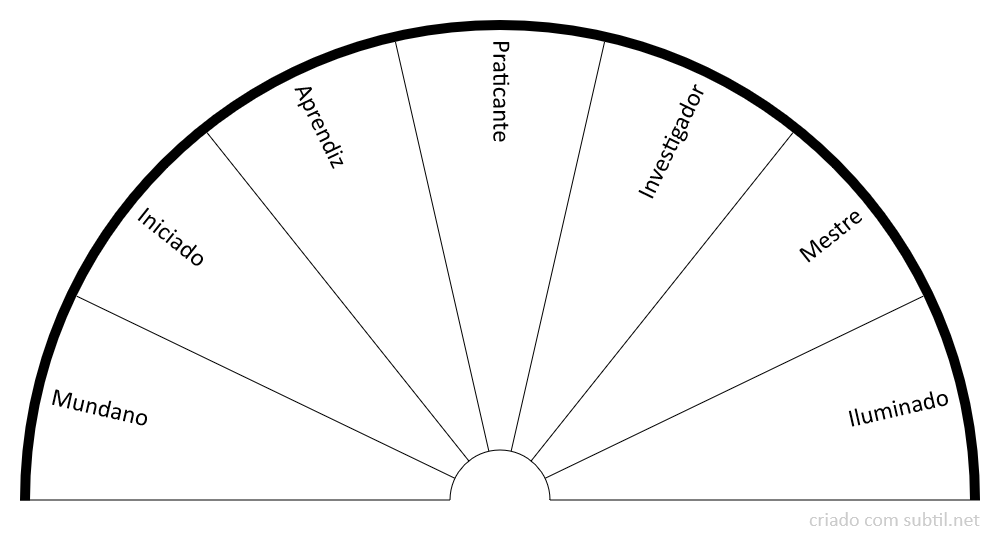 Mundano
Iniciado
Aprendiz
Praticante
Investigador
Mestre
Iluminado
criado com subtil.net